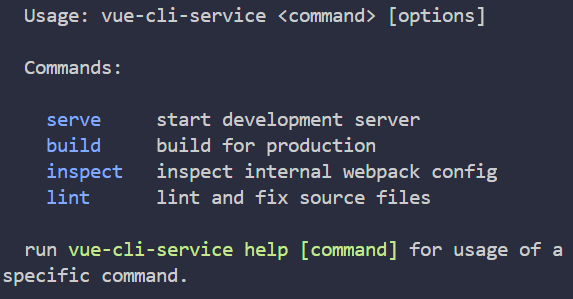 Usage: vue-cli-service <command> [options]
Commands:
serve start development server
build build for production
inspect inspect internal webpack config
lint lint and fix source files
run vue-cli-service help [command] for usage of a
specific command.